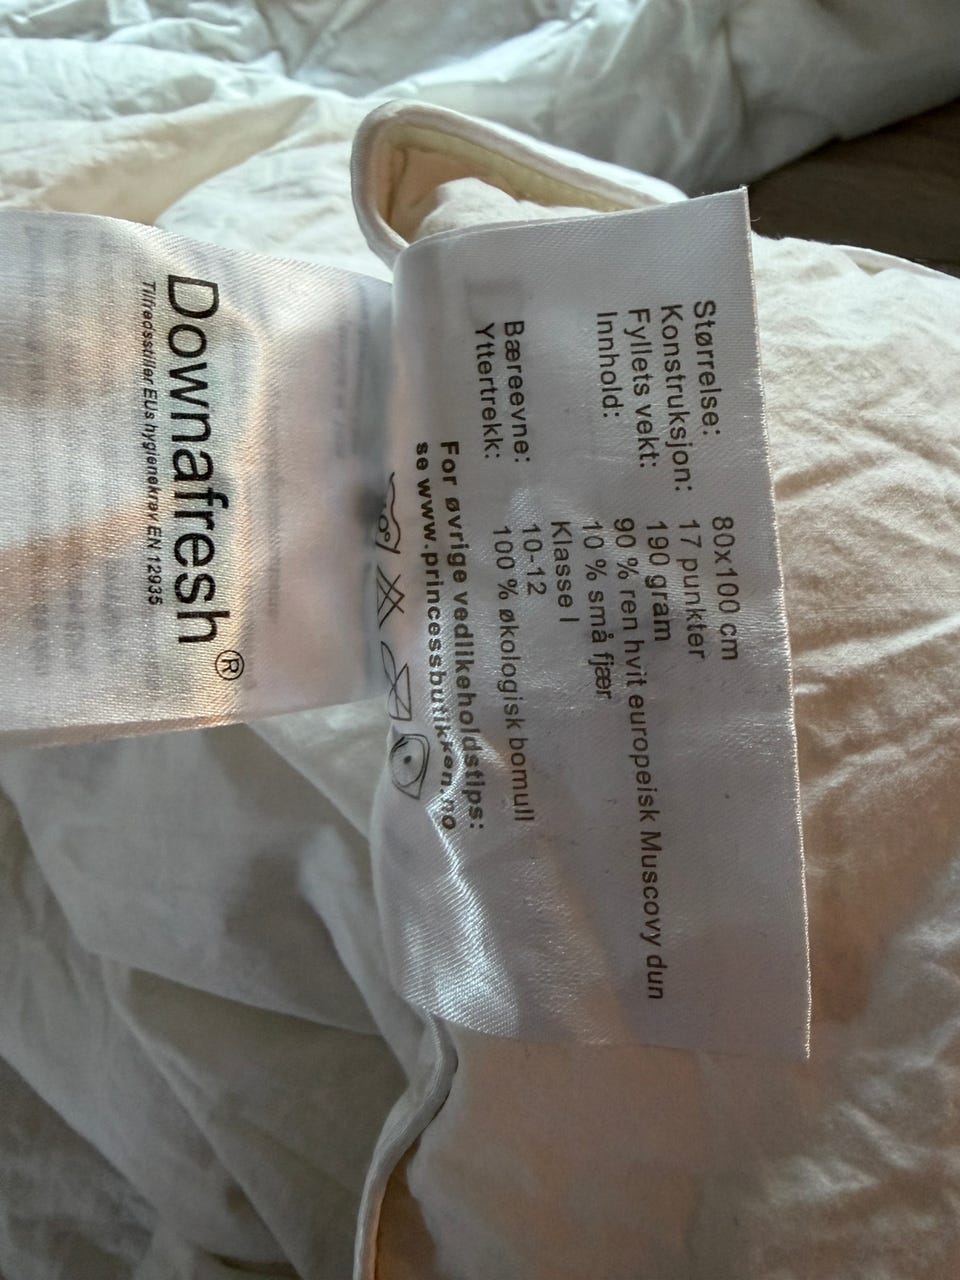 Størrelse: 80x100 cm
Konstruksjon: 17 punkter
Fyllets vekt: 190 gram
Innhold: 90 % ren hvit europeisk Muscovy dun
10 % små fjær
Klasse I
Bæreevne: 10-12
Yttertrekk: 100 % økologisk bomull
For øvrige vedlikeholdstips:
se www.princessbutikken.no
Downafresh®
Tilfredsstiller EUs hygienekrav EN 12935